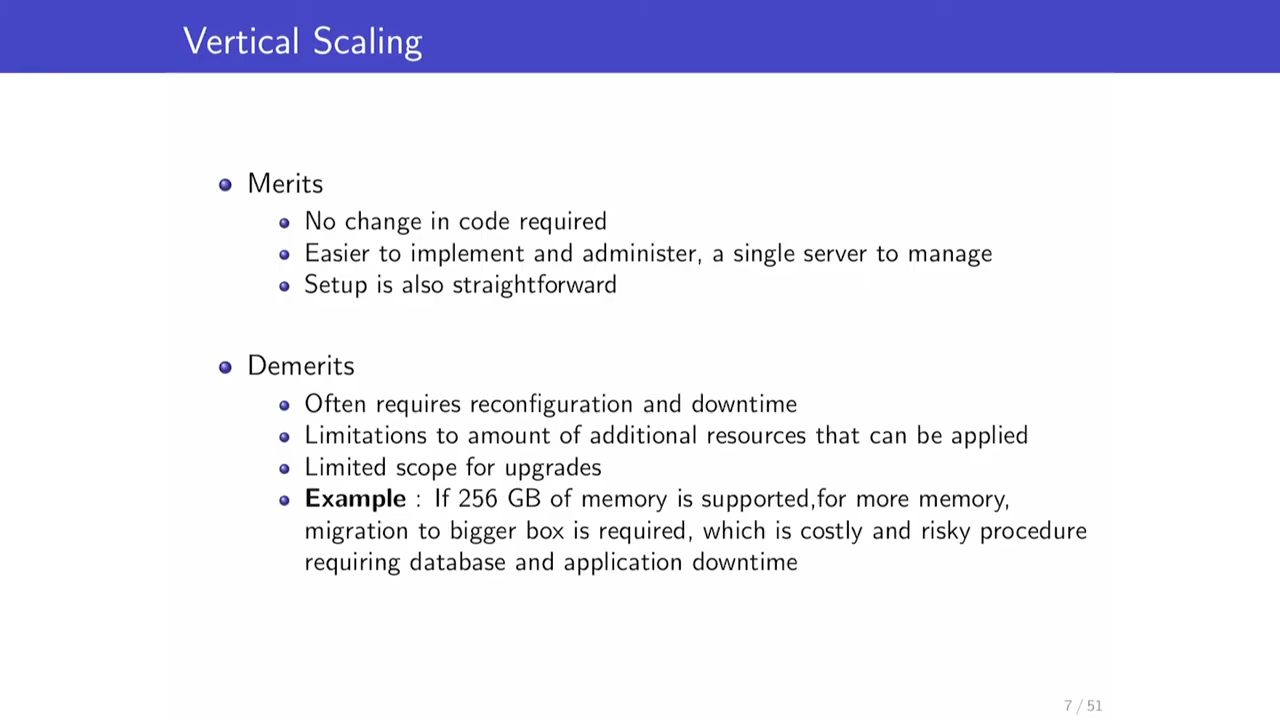 Vertical Scaling
Merits
No change in code required
Easier to implement and administer, a single server to manage
Setup is also straightforward
Demerits
Often requires reconfiguration and downtime
Limitations to amount of additional resources that can be applied
Limited scope for upgrades
Example : If 256 GB of memory is supported,for more memory,
migration to bigger box is required, which is costly and risky procedure
requiring database and application downtime
7 / 51